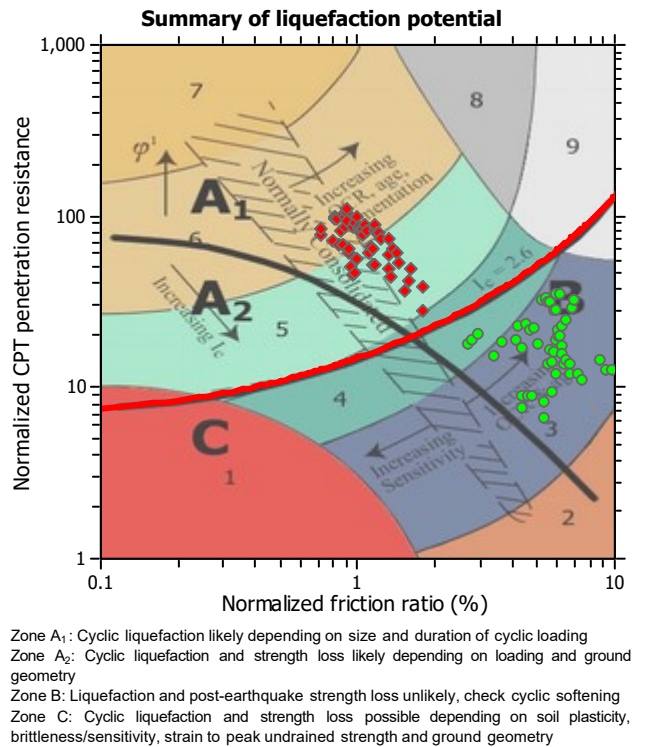 Summary of liquefaction potential
1,000
100
10
1
Normalized CPT penetration resistance
7
8
9
φ'
A1
Increasing
R, age,
mentation
Normally Consolidated
6
A2
Increasing Ic
5
Ic = 2.6
B
4
C
1
Increasing
Sensitivity
3
2
0.1
1
10
Normalized friction ratio (%)
Zone A1: Cyclic liquefaction likely depending on size and duration of cyclic loading
Zone A2: Cyclic liquefaction and strength loss likely depending on loading and ground
geometry
Zone B: Liquefaction and post-earthquake strength loss unlikely, check cyclic softening
Zone C: Cyclic liquefaction and strength loss possible depending on soil plasticity,
brittleness/sensitivity, strain to peak undrained strength and ground geometry